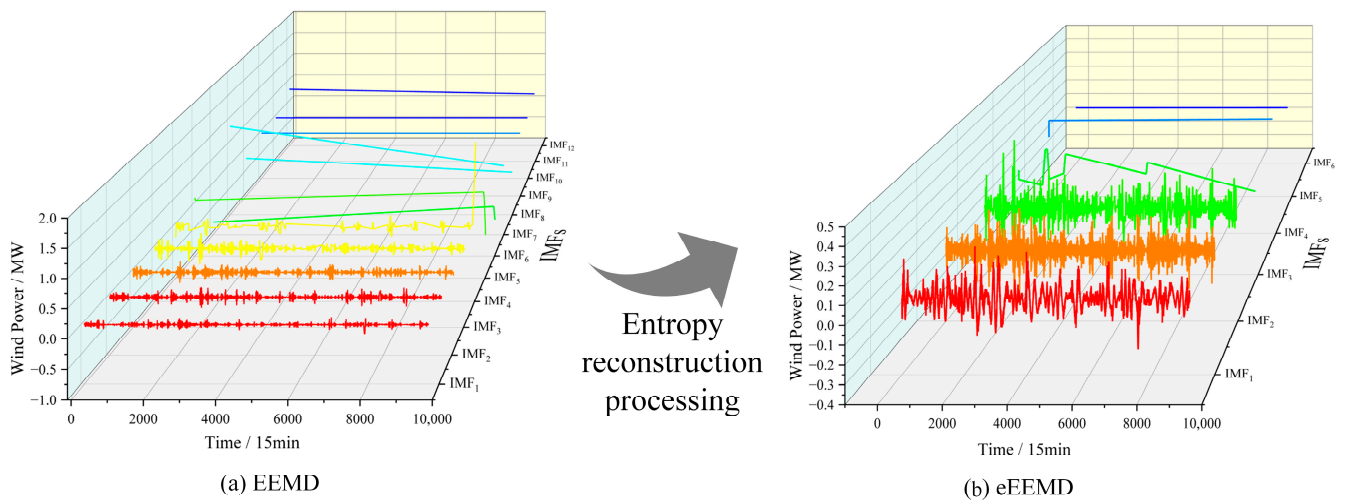 2.0
1.5
1.0
0.5
0.0
−0.5
−1.0
Wind Power / MW
0
2000
4000
6000
8000
10,000
Time / 15min
IMF₁₂
IMF₁₁
IMF₁₀
IMF₉
IMF₈
IMF₇
IMF₆
IMF₅
IMF₄
IMF₃
IMF₂
IMF₁
IMFs
(a) EEMD
Entropy
reconstruction
processing
0.5
0.4
0.3
0.2
0.1
0.0
−0.1
−0.2
−0.3
−0.4
Wind Power / MW
0
2000
4000
6000
8000
10,000
Time / 15min
IMF₆
IMF₅
IMF₄
IMF₃
IMF₂
IMF₁
IMFs
(b) eEEMD